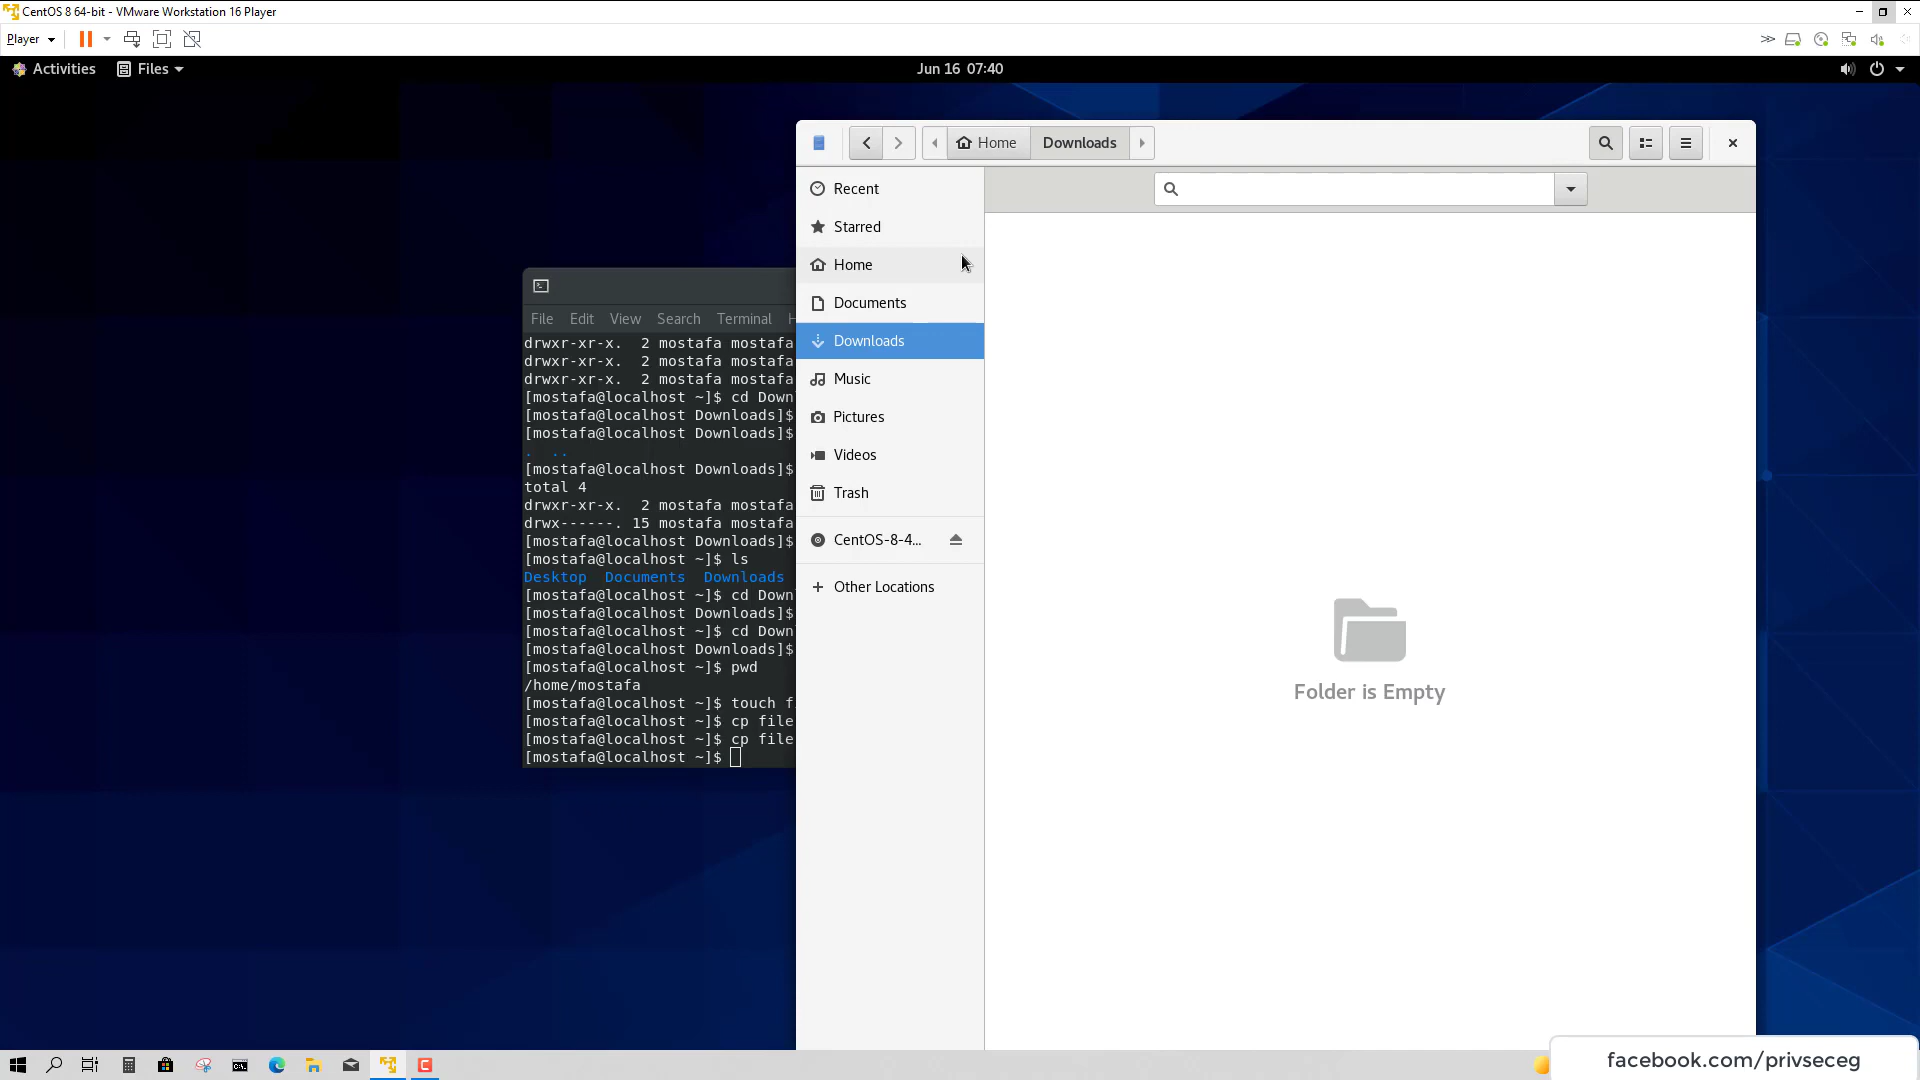 CentOS 8 64-bit - VMware Workstation 16 Player
Player
Activities Files Jun 16 07:40
Home Downloads
Recent
Starred
Home
Documents
Downloads
Music
Pictures
Videos
Trash
CentOS-8-4...
Other Locations
Folder is Empty
File Edit View Search Terminal H
drwxr-xr-x. 2 mostafa mostafa
drwxr-xr-x. 2 mostafa mostafa
drwxr-xr-x. 2 mostafa mostafa
[mostafa@localhost ~]$ cd Down
[mostafa@localhost Downloads]$
[mostafa@localhost Downloads]$
. ..
[mostafa@localhost Downloads]$
total 4
drwxr-xr-x. 2 mostafa mostafa
drwx------. 15 mostafa mostafa
[mostafa@localhost Downloads]$
[mostafa@localhost ~]$ ls
Desktop Documents Downloads
[mostafa@localhost ~]$ cd Down
[mostafa@localhost Downloads]$
[mostafa@localhost ~]$ cd Down
[mostafa@localhost Downloads]$
[mostafa@localhost ~]$ pwd
/home/mostafa
[mostafa@localhost ~]$ touch f
[mostafa@localhost ~]$ cp file
[mostafa@localhost ~]$ cp file
[mostafa@localhost ~]$
facebook.com/privseceg